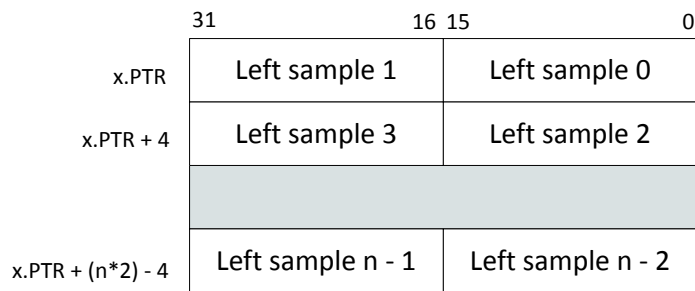 31 16 15 0
x.PTR Left sample 1 Left sample 0
x.PTR + 4 Left sample 3 Left sample 2
x.PTR + (n*2) - 4 Left sample n - 1 Left sample n - 2